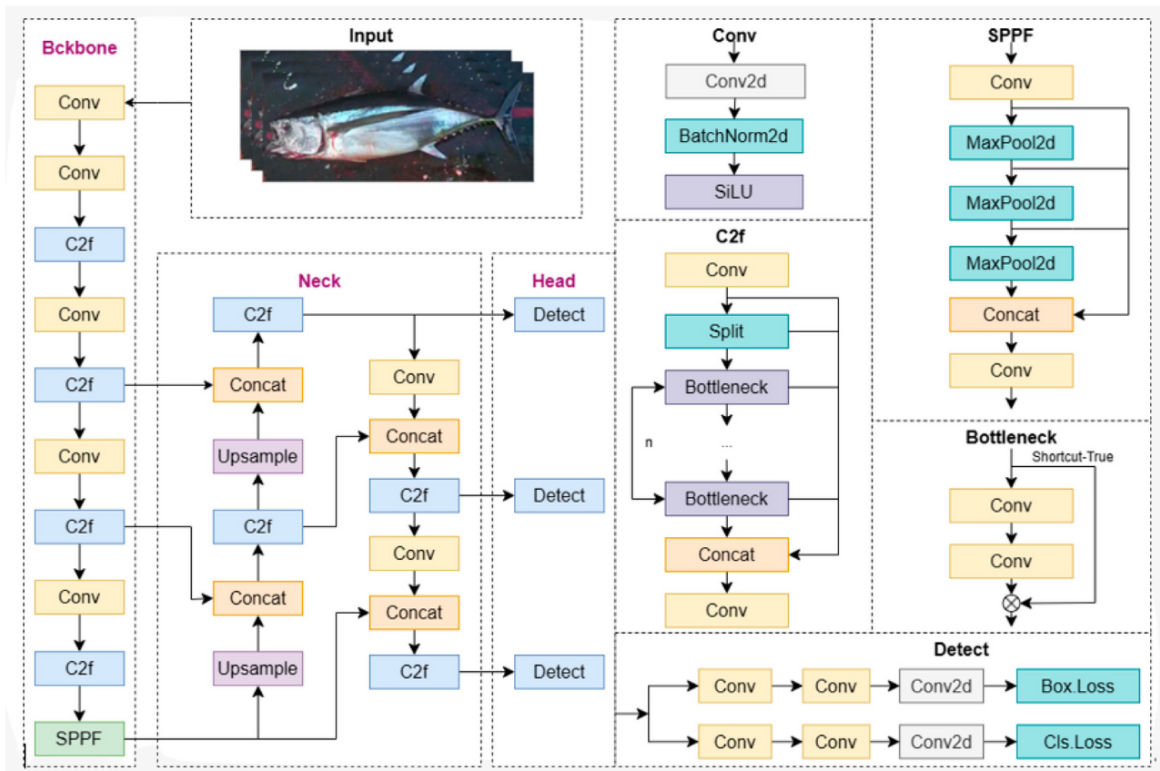 Bckbone
Conv
Conv
C2f
Conv
C2f
Conv
C2f
Conv
C2f
SPPF
Input
Neck
C2f
Concat
Upsample
C2f
Concat
Upsample
Conv
Concat
C2f
Conv
Concat
C2f
Head
Detect
Detect
Detect
Conv
Conv2d
BatchNorm2d
SiLU
C2f
Conv
Split
Bottleneck
n
...
Bottleneck
Concat
Conv
SPPF
Conv
MaxPool2d
MaxPool2d
MaxPool2d
Concat
Conv
Bottleneck
Shortcut-True
Conv
Conv
Detect
Conv Conv Conv2d Box.Loss
Conv Conv Conv2d Cls.Loss